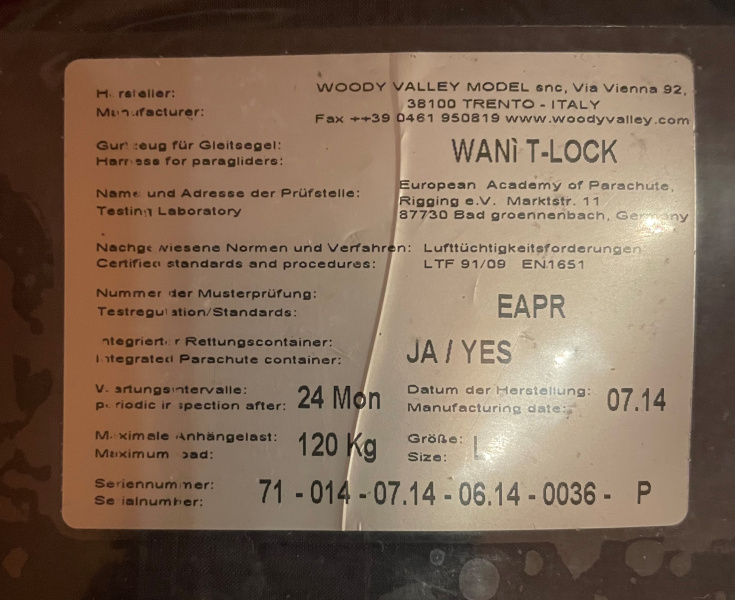 Hersteller: WOODY VALLEY MODEL snc, Via Vienna 92,
38100 TRENTO - ITALY
Manufacturer: Fax ++39 0461 950819 www.woodyvalley.com
Gurtzeug für Gleitsegel:
Harness for paragliders: WANì T-LOCK
Name und Adresse der Prüfstelle: European Academy of Parachute,
Testing Laboratory Rigging e.V. Marktstr. 11
87730 Bad groennenbach, Germany
Nachgewiesene Normen und Verfahren: Lufttüchtigkeitsforderungen
Certified standards and procedures: LTF 91/09 EN1651
Nummer der Musterprüfung:
Testregulation/Standards: EAPR
Integrierter Rettungscontainer:
Integrated Parachute container: JA / YES
Wartungsintervalle:
periodic inspection after: 24 Mon
Datum der Herstellung:
Manufacturing date: 07.14
Maximale Anhängelast:
Maximum load: 120 Kg
Größe:
Size: L
Seriennummer:
Serialnumber: 71 - 014 - 07.14 - 06.14 - 0036 - P